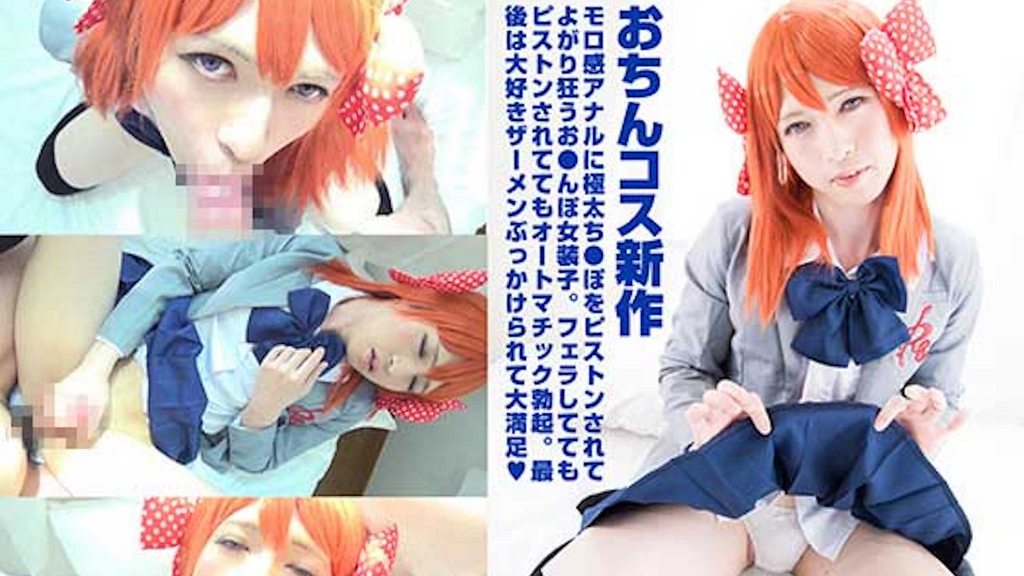 おちんコス新作
モロ感アナルに極太ち●ぽをピストンされて
よがり狂うお●んぽ女装子。フェラしてても
ピストンされててもオートマチック勃起。最
後は大好きザーメンぶっかけられて大満足♥